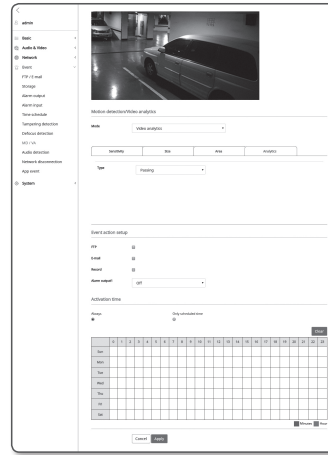 admin
Basic
Audio & Video
Network
Event
FTP / E-mail
Storage
Alarm output
Alarm input
Time schedule
Tampering detection
Defocus detection
MD / VA
Audio detection
Network disconnection
App event
System
Motion detection/Video analytics
Mode
Video analytics
Sensitivity Size Area Analytics
Type
Passing
Event action setup
FTP
E-mail
Record
Alarm output1
Off
Activation time
Always Only scheduled time
Clear
0 1 2 3 4 5 6 7 8 9 10 11 12 13 14 15 16 17 18 19 20 21 22 23
Sun
Mon
Tue
Wed
Thu
Fri
Sat
Minutes Hour
Cancel Apply